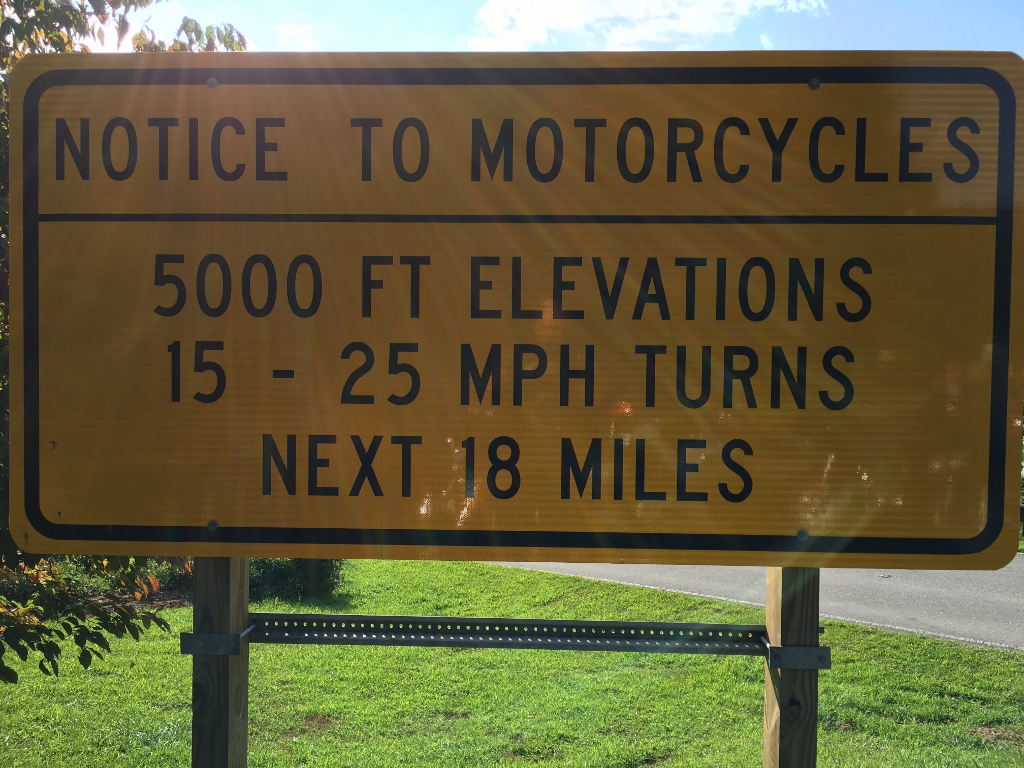 NOTICE TO MOTORCYCLES
5000 FT ELEVATIONS
15 - 25 MPH TURNS
NEXT 18 MILES